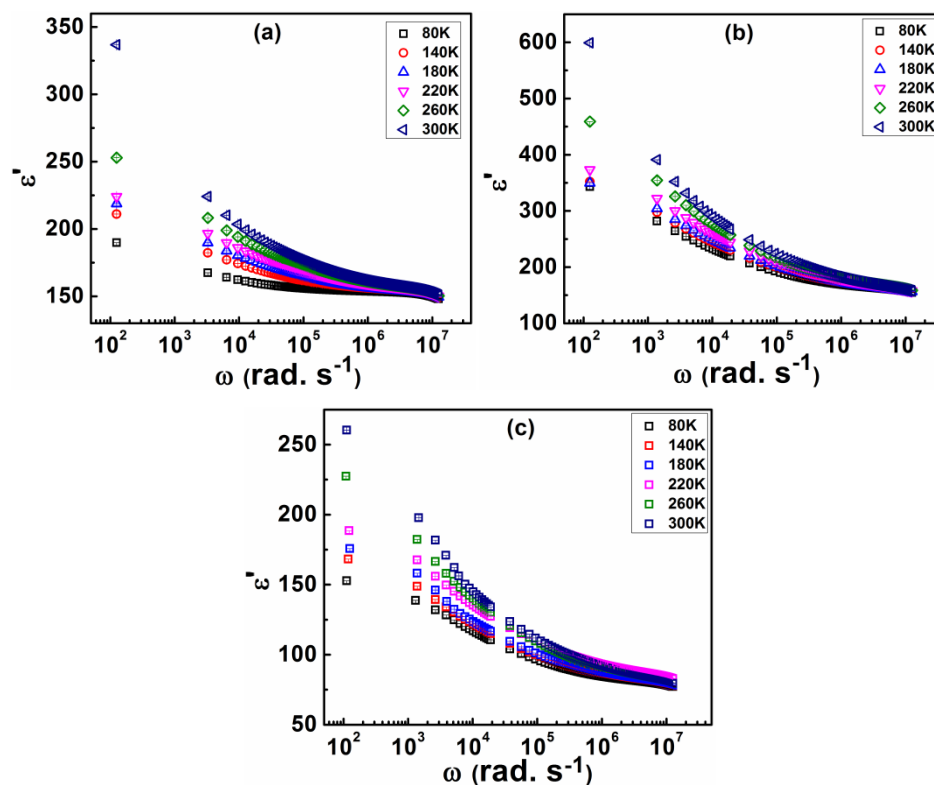 (a)
80K
140K
180K
220K
260K
300K
350
300
250
200
150
ε'
10² 10³ 10⁴ 10⁵ 10⁶ 10⁷
ω (rad. s⁻¹)
(b)
80K
140K
180K
220K
260K
300K
600
500
400
300
200
100
ε'
10² 10³ 10⁴ 10⁵ 10⁶ 10⁷
ω (rad. s⁻¹)
(c)
80K
140K
180K
220K
260K
300K
250
200
150
100
50
ε'
10² 10³ 10⁴ 10⁵ 10⁶ 10⁷
ω (rad. s⁻¹)